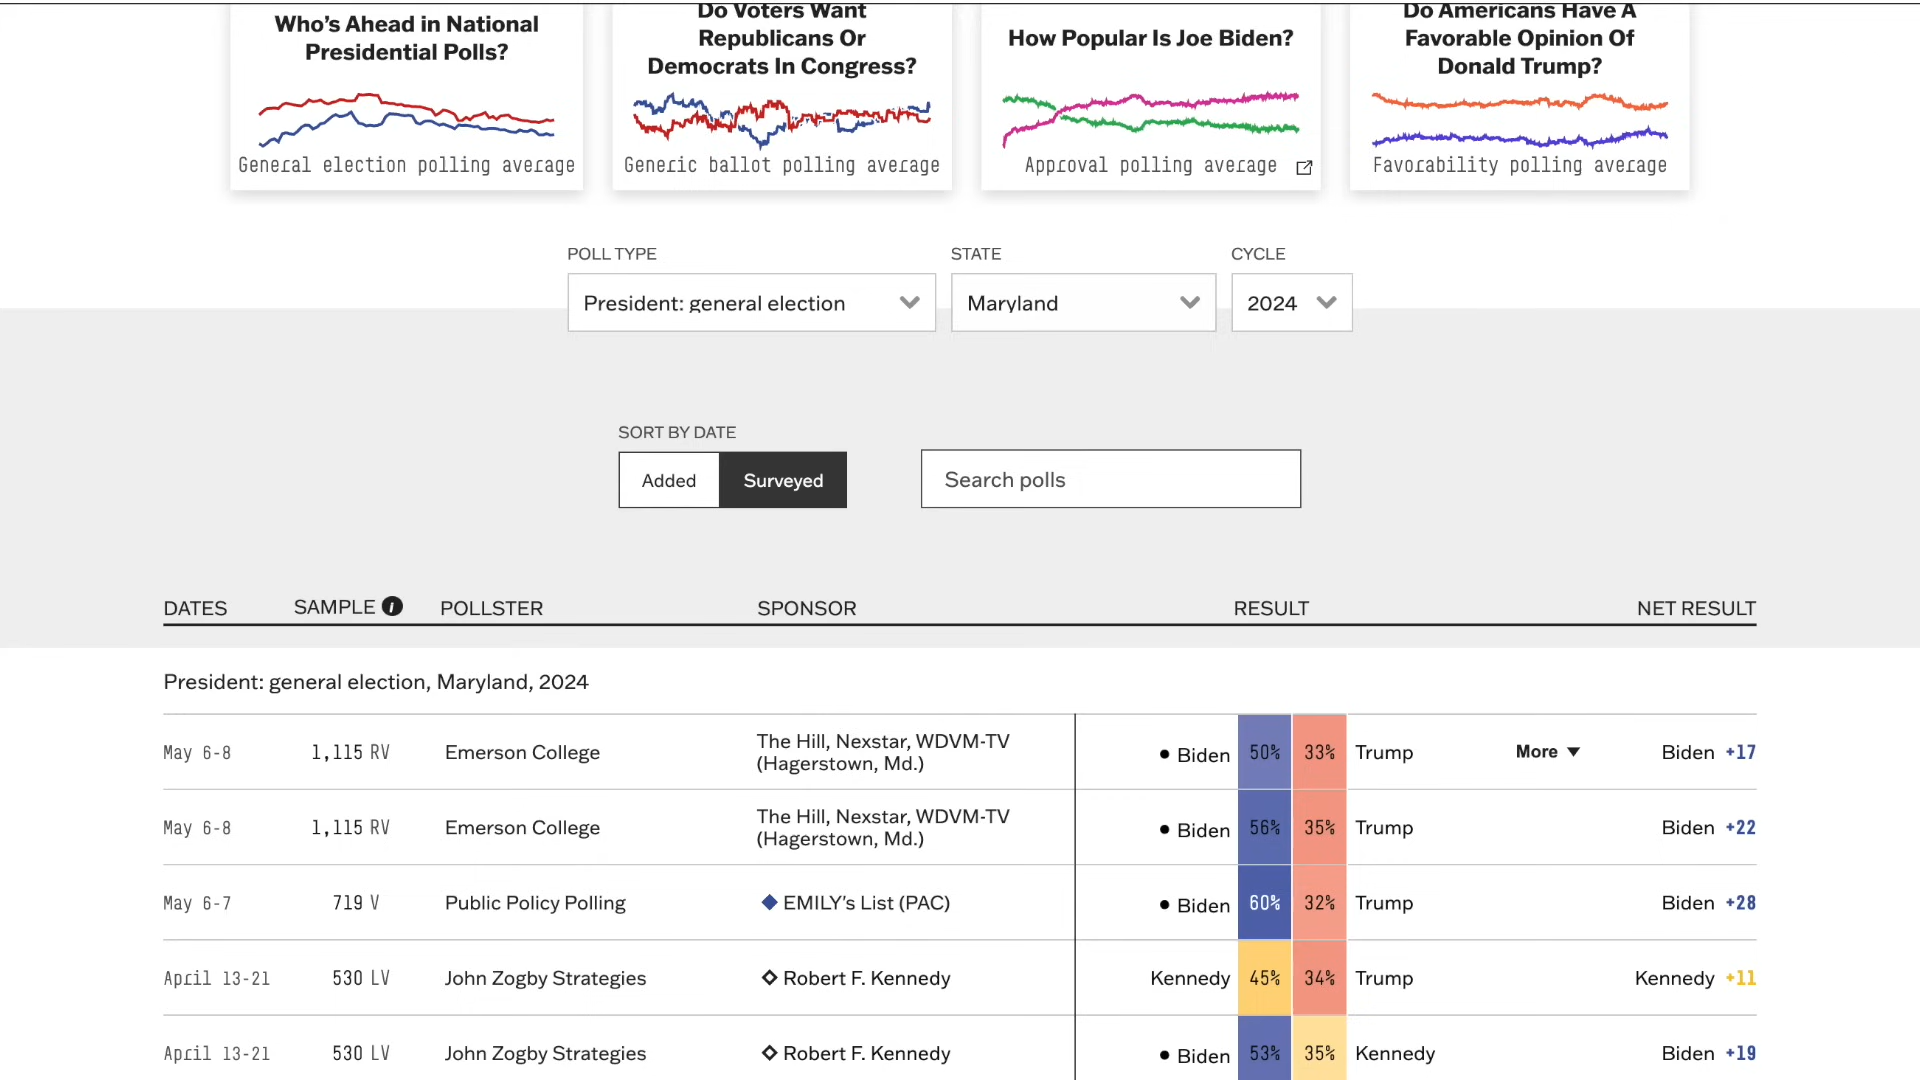 Who's Ahead in National
Presidential Polls?
General election polling average
Do Voters Want
Republicans Or
Democrats In Congress?
Generic ballot polling average
How Popular Is Joe Biden?
Approval polling average
Do Americans Have A
Favorable Opinion Of
Donald Trump?
Favorability polling average
POLL TYPE
President: general election
STATE
Maryland
CYCLE
2024
SORT BY DATE
Added Surveyed
Search polls
DATES SAMPLE i POLLSTER SPONSOR RESULT NET RESULT
President: general election, Maryland, 2024
May 6-8 1,115 RV Emerson College The Hill, Nexstar, WDVM-TV
(Hagerstown, Md.) Biden 50% 33% Trump More Biden +17
May 6-8 1,115 RV Emerson College The Hill, Nexstar, WDVM-TV
(Hagerstown, Md.) Biden 56% 35% Trump Biden +22
May 6-7 719 V Public Policy Polling EMILY's List (PAC) Biden 60% 32% Trump Biden +28
April 13-21 530 LV John Zogby Strategies Robert F. Kennedy Kennedy 45% 34% Trump Kennedy +11
April 13-21 530 LV John Zogby Strategies Robert F. Kennedy Biden 53% 35% Kennedy Biden +19